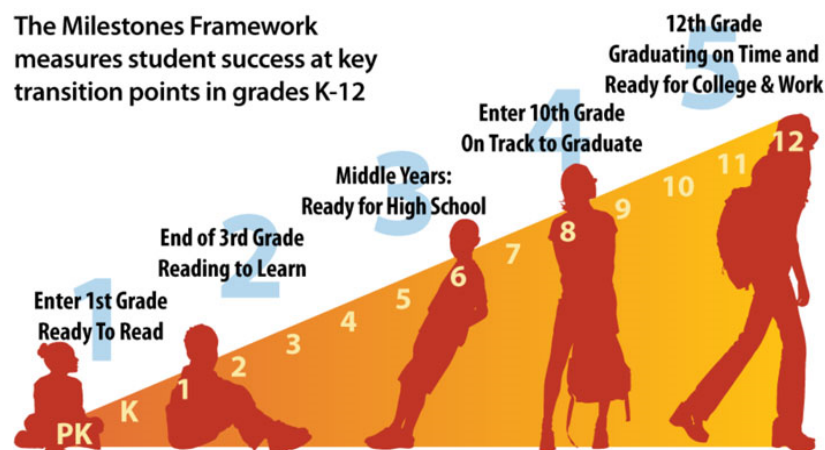 The Milestones Framework
measures student success at key
transition points in grades K-12
1
Enter 1st Grade
Ready To Read
2
End of 3rd Grade
Reading to Learn
3
Middle Years:
Ready for High School
4
Enter 10th Grade
On Track to Graduate
5
12th Grade
Graduating on Time and
Ready for College & Work
PK
K
1
2
3
4
5
6
7
8
9
10
11
12